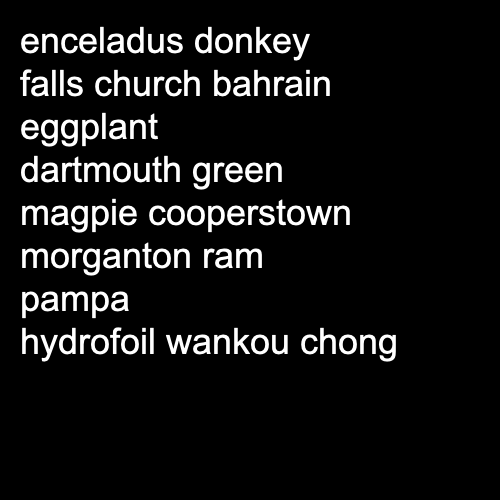 enceladus donkey
falls church bahrain
eggplant
dartmouth green
magpie cooperstown
morganton ram
pampa
hydrofoil wankou chong